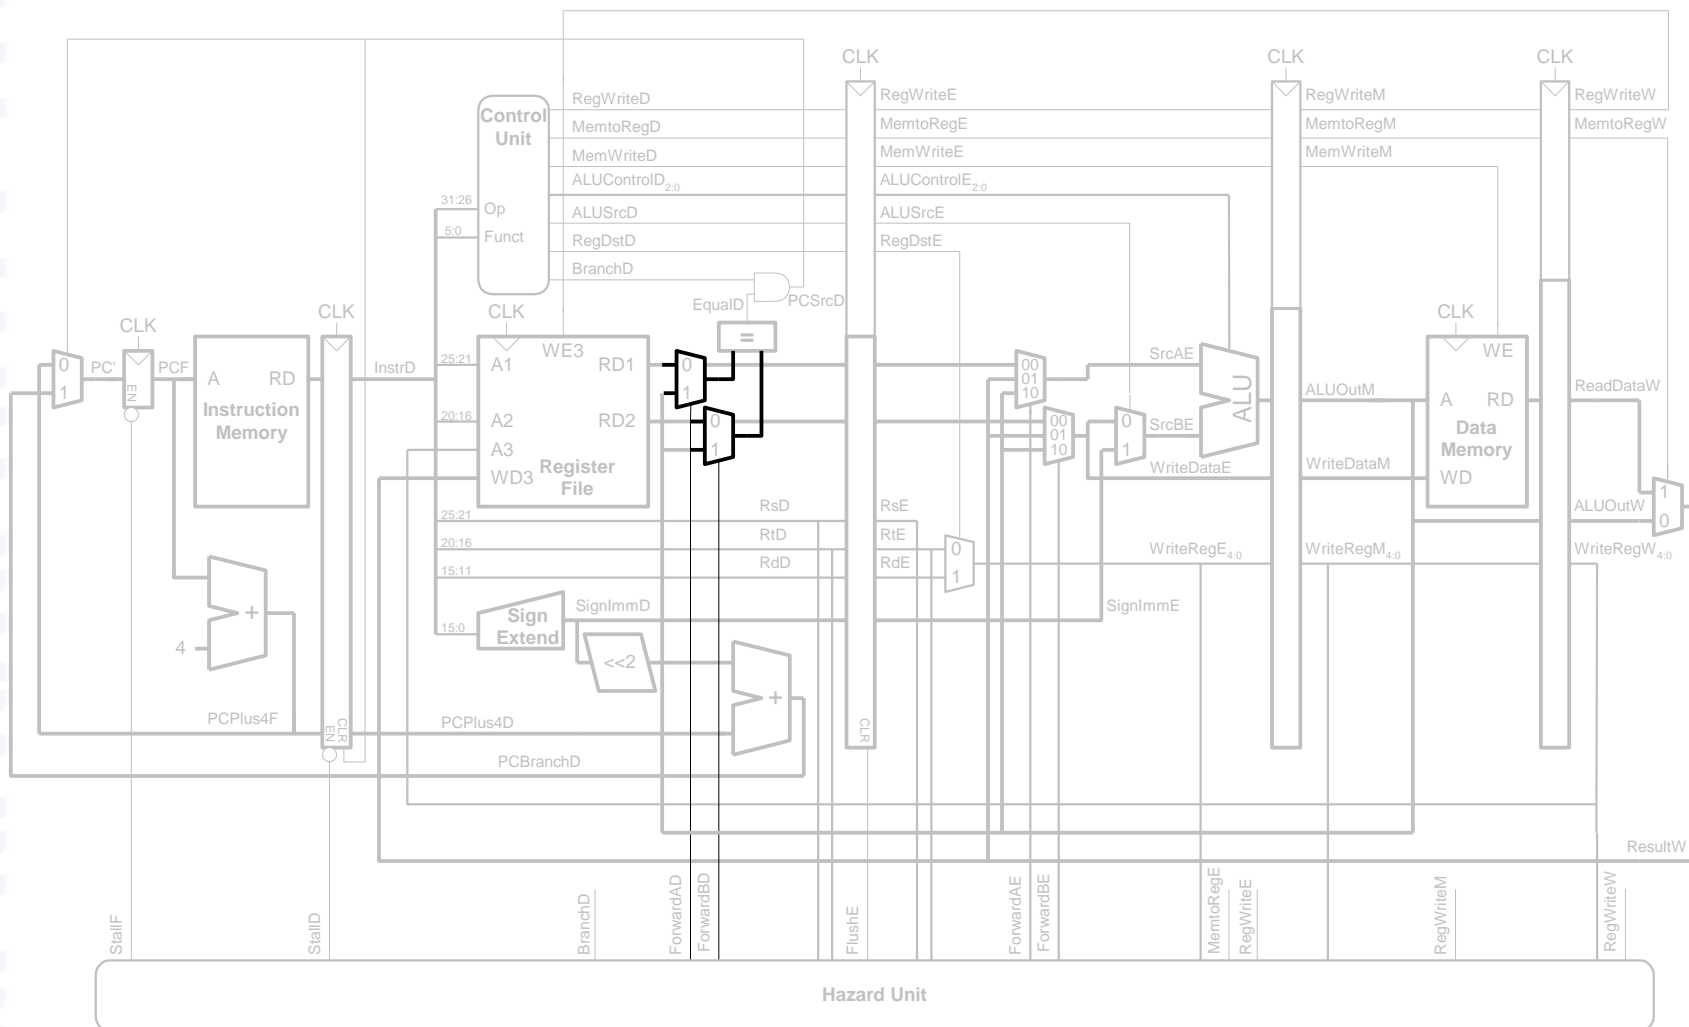 CLK CLK CLK
Control Unit
RegWriteD RegWriteE RegWriteM RegWriteW
MemtoRegD MemtoRegE MemtoRegM MemtoRegW
MemWriteD MemWriteE MemWriteM
ALUControlD2:0 ALUControlE2:0
31:26 Op ALUSrcD ALUSrcE
5:0 Funct RegDstD RegDstE
BranchD
EqualD PCSrcD
CLK CLK CLK CLK
=
WE3 WE
0 PC' PCF A RD InstrD 25:21 A1 RD1 0 00 SrcAE
1 EN 1 01 10 ALU ALUOutM ReadDataW
Instruction Memory
20:16 A2 RD2 0 00 0 SrcBE A RD
A3 1 01 10 1 Data Memory
WD3 Register File WriteDataE WriteDataM WD
1
25:21 RsD RsE ALUOutW
0
20:16 RtD RtE 0 WriteRegE4:0 WriteRegM4:0 WriteRegW4:0
15:11 RdD RdE 1
SignImmD SignImmE
15:0 Sign Extend
+
4 <<2
+
PCPlus4F EN CLR PCPlus4D CLR
PCBranchD
ResultW
StallF StallD BranchD ForwardAD ForwardBD FlushE ForwardAE ForwardBE MemtoRegE RegWriteE RegWriteM RegWriteW
Hazard Unit